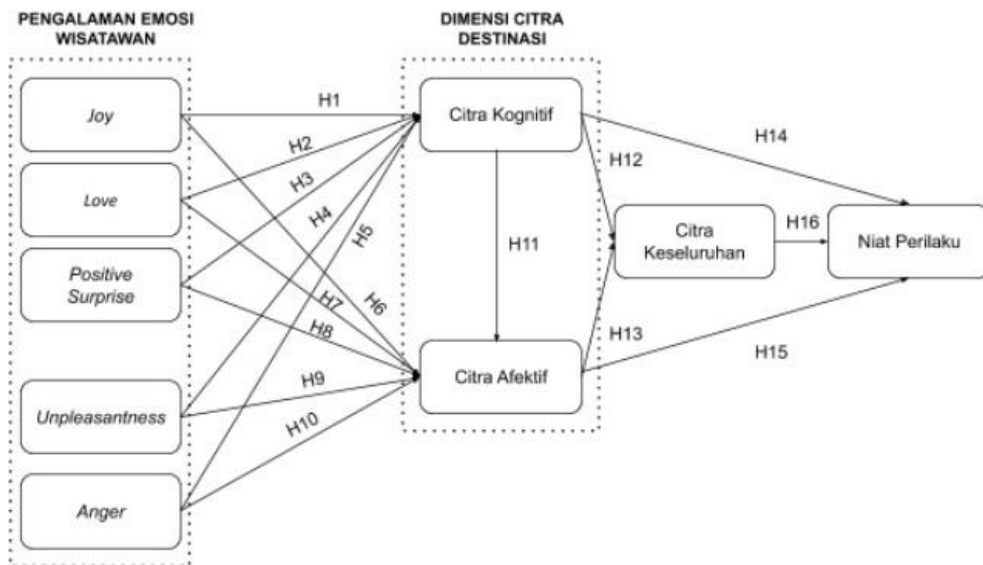 PENGALAMAN EMOSI
WISATAWAN
DIMENSI CITRA
DESTINASI
Joy
Love
Positive
Surprise
Unpleasantness
Anger
H1
H2
H3
H4
H5
H6
H7
H8
H9
H10
Citra Kognitif
H11
Citra Afektif
H12
H13
H14
Citra
Keseluruhan
H16
Niat Perilaku
H15